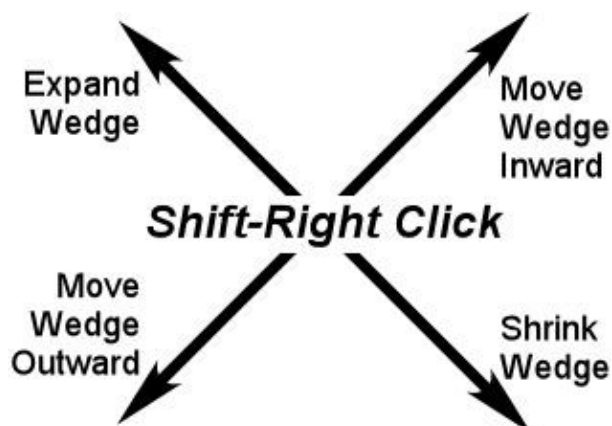 Expand
Wedge
Move
Wedge
Inward
Shift-Right Click
Move
Wedge
Outward
Shrink
Wedge